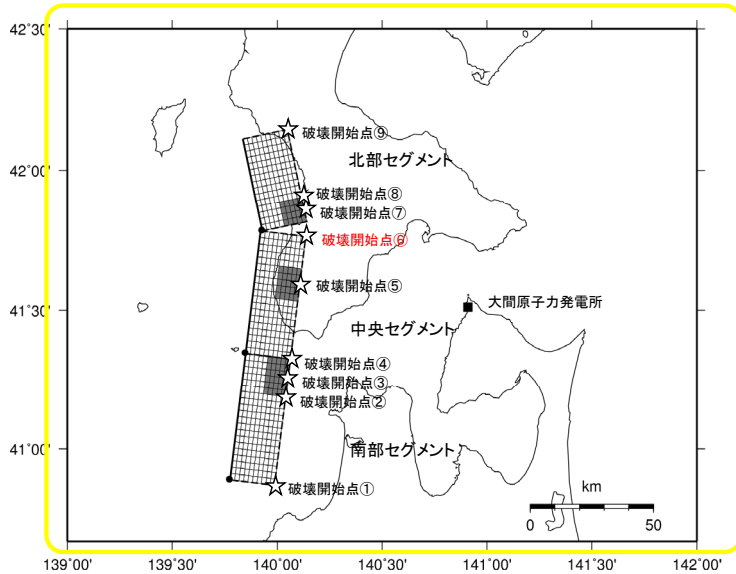 42°30'
破壊開始点⑨
北部セグメント
42°00'
破壊開始点⑧
破壊開始点⑦
破壊開始点⑥
破壊開始点⑤
大間原子力発電所
41°30'
中央セグメント
破壊開始点④
破壊開始点③
破壊開始点②
41°00'
南部セグメント
破壊開始点①
km
0 50
139°00' 139°30' 140°00' 140°30' 141°00' 141°30' 142°00'